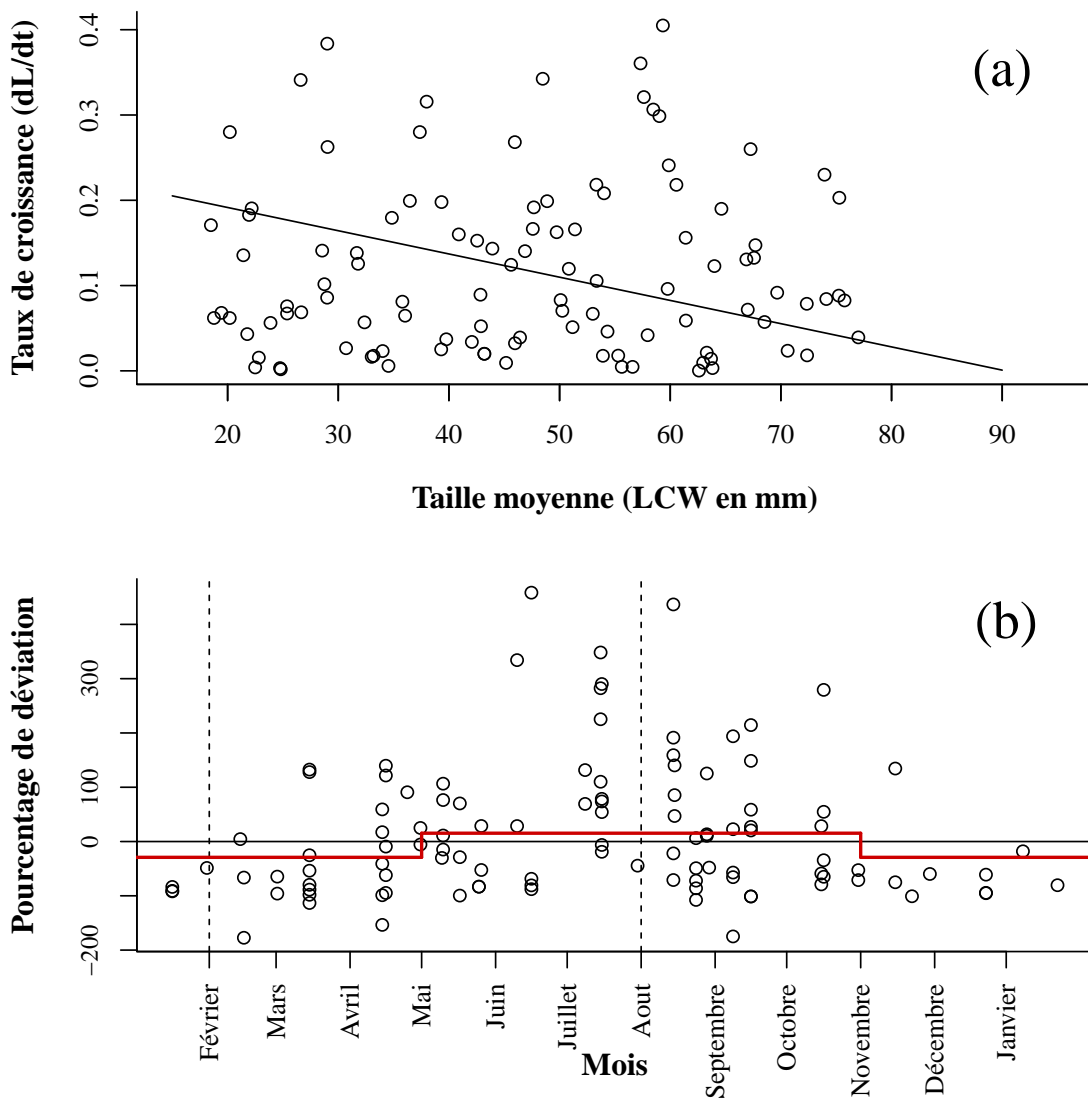 (a)
Taux de croissance (dL/dt)
0.4
0.3
0.2
0.1
0.0
20 30 40 50 60 70 80 90
Taille moyenne (LCW en mm)
(b)
Pourcentage de déviation
300
100
0
−200
Février Mars Avril Mai Juin Juillet Aout Septembre Octobre Novembre Décembre Janvier
Mois